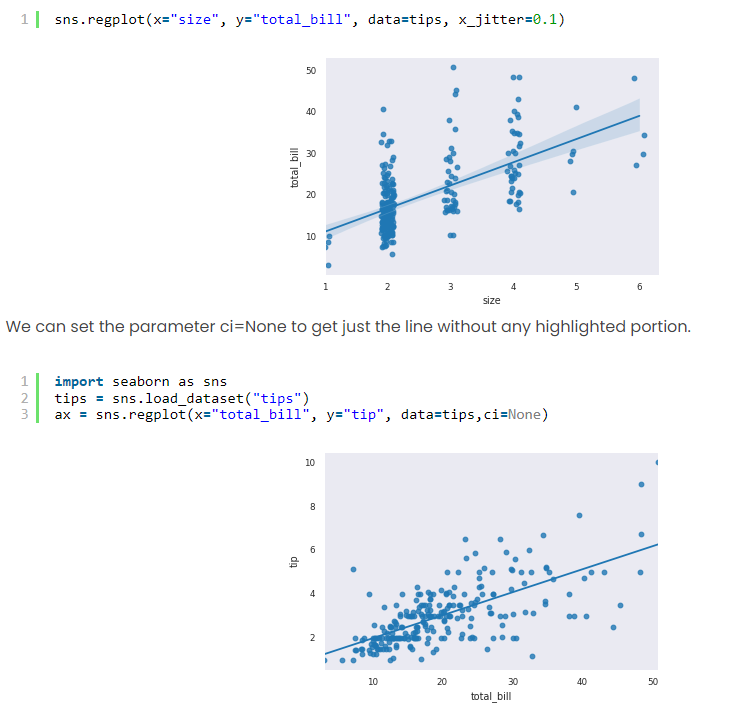 1 sns.regplot(x="size", y="total_bill", data=tips, x_jitter=0.1)
50
40
30
20
10
total_bill
1 2 3 4 5 6
size
We can set the parameter ci=None to get just the line without any highlighted portion.
1 import seaborn as sns
2 tips = sns.load_dataset("tips")
3 ax = sns.regplot(x="total_bill", y="tip", data=tips,ci=None)
10
8
6
4
2
tip
10 20 30 40 50
total_bill